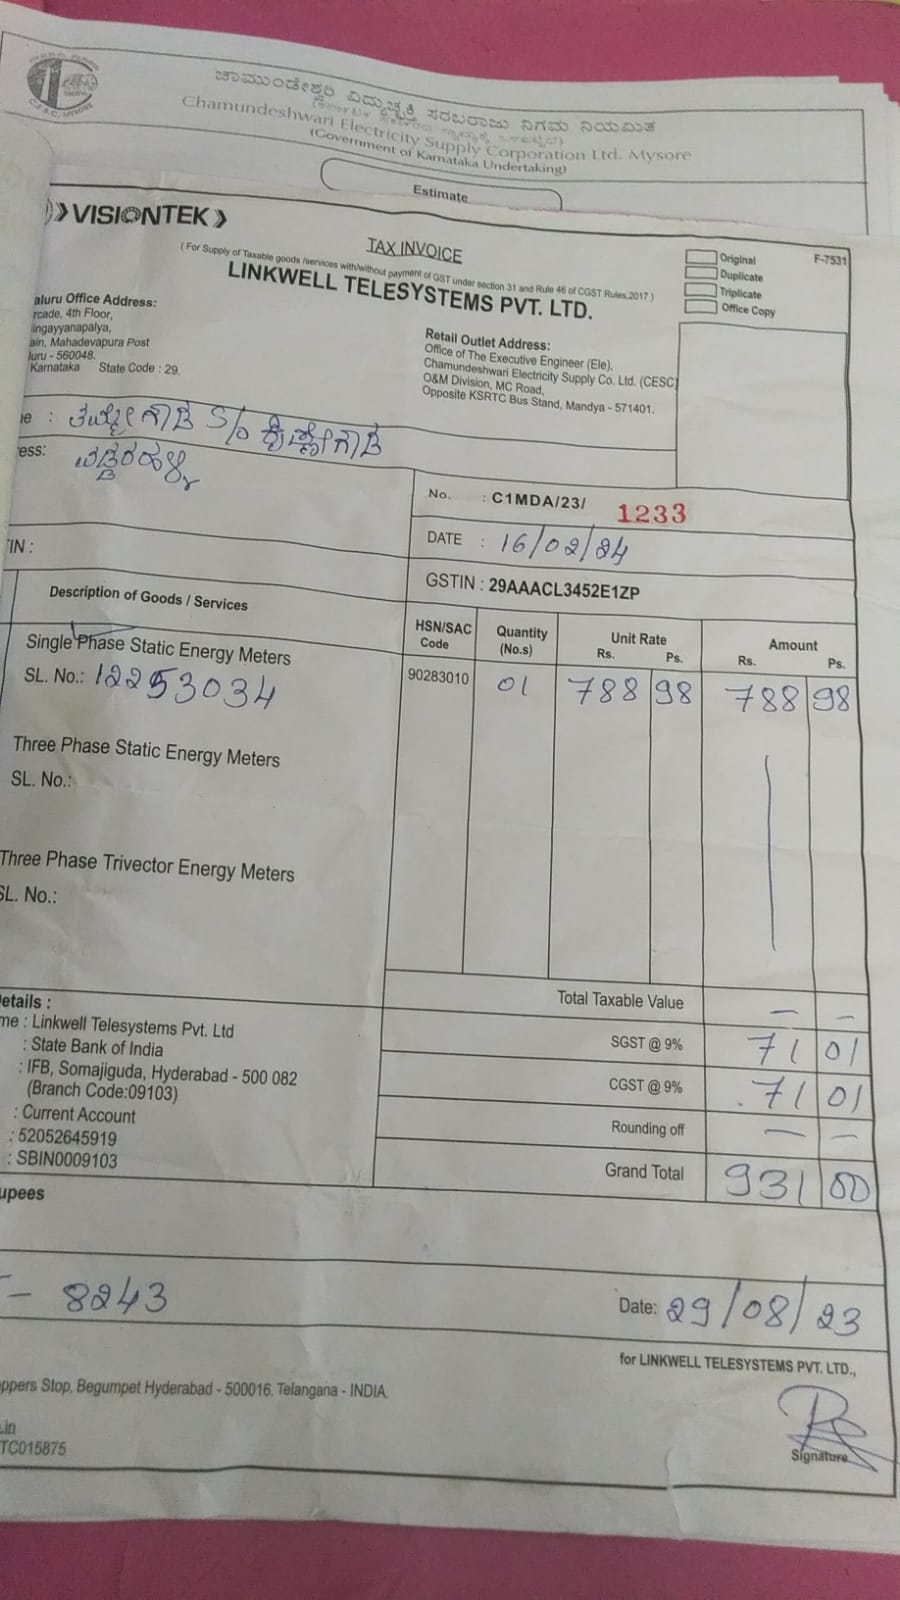 ಚಾಮುಂಡೇಶ್ವರಿ ವಿದ್ಯುಚ್ಛಕ್ತಿ ಸರಬರಾಜು ನಿಗಮ ನಿಯಮಿತ
Chamundeshwari Electricity Supply Corporation Ltd. Mysore
(Government of Karnataka Undertaking)
C.E.S.C, MYSORE
Estimate
VISIONTEK
TAX INVOICE
( For Supply of Taxable goods /services with/without payment of GST under section 31 and Rule 46 of CGST Rules.2017 )
LINKWELL TELESYSTEMS PVT. LTD.
Original
F-7531
Duplicate
Triplicate
Office Copy
aluru Office Address:
rcade, 4th Floor,
ingayyanapalya,
ain, Mahadevapura Post
luru - 560048.
Karnataka State Code : 29.
Retail Outlet Address:
Office of The Executive Engineer (Ele),
Chamundeshwari Electricity Supply Co. Ltd. (CESC)
O&M Division, MC Road,
Opposite KSRTC Bus Stand, Mandya - 571401.
ne : S/o
ress:
No. : C1MDA/23/ 1233
DATE : 16/02/24
TIN :
GSTIN : 29AAACL3452E1ZP
Description of Goods / Services
HSN/SAC Code
Quantity (No.s)
Unit Rate Rs. Ps.
Amount Rs. Ps.
Single Phase Static Energy Meters
SL. No.: 12253034
90283010 01 788 98 788 98
Three Phase Static Energy Meters
SL. No.:
Three Phase Trivector Energy Meters
SL. No.:
Total Taxable Value — —
SGST @ 9% 71 01
CGST @ 9% 71 01
Rounding off — —
Grand Total 931 00
Details :
me : Linkwell Telesystems Pvt. Ltd
: State Bank of India
: IFB, Somajiguda, Hyderabad - 500 082
(Branch Code:09103)
: Current Account
: 52052645919
: SBIN0009103
upees
- 8243
Date: 29/08/23
for LINKWELL TELESYSTEMS PVT. LTD.,
oppers Stop, Begumpet Hyderabad - 500016, Telangana - INDIA.
.in
TC015875
Signature